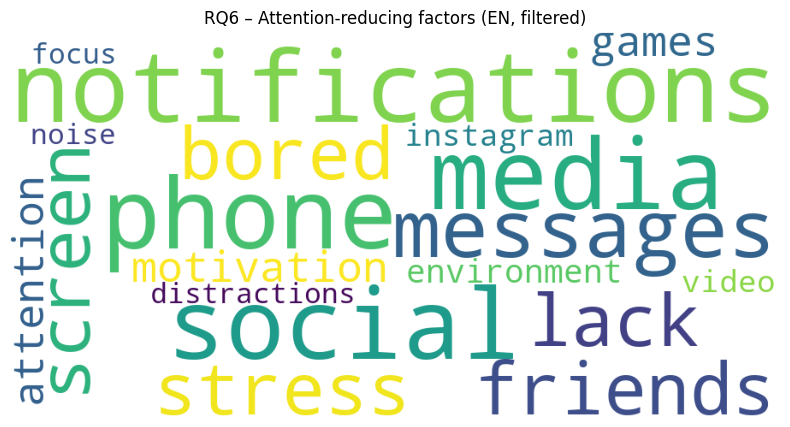 RQ6 – Attention-reducing factors (EN, filtered)
focus
games
notifications
noise
bored
instagram
media
screen
phone
messages
attention
motivation
environment
video
distractions
social
lack
stress
friends